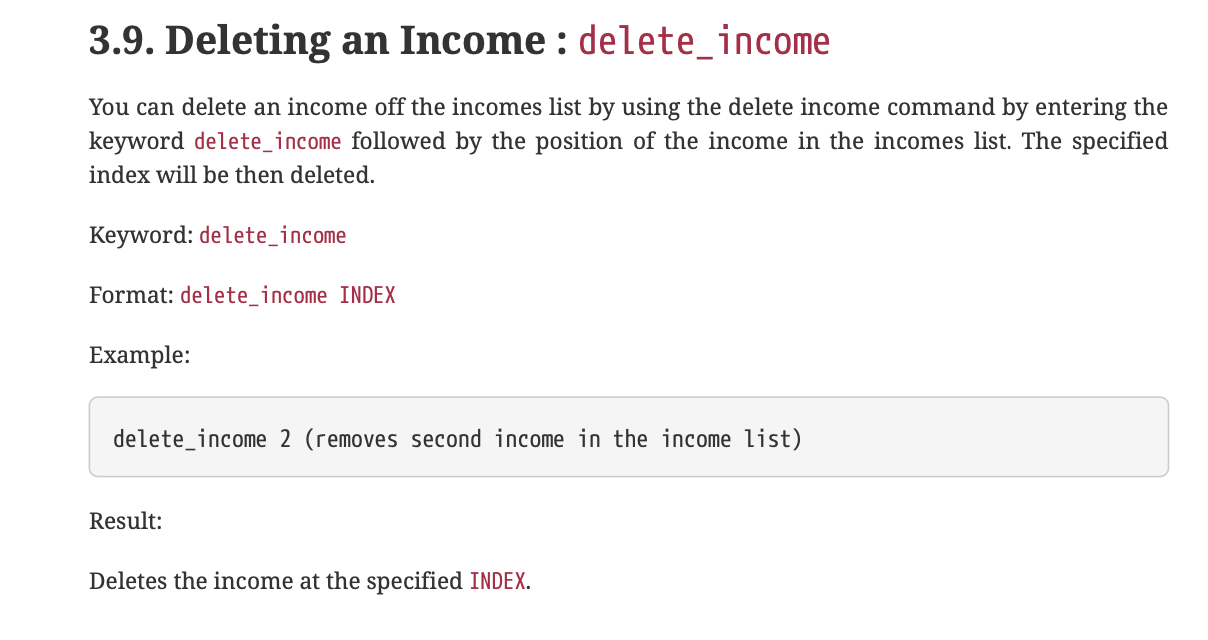 3.9. Deleting an Income : delete_income
You can delete an income off the incomes list by using the delete income command by entering the
keyword delete_income followed by the position of the income in the incomes list. The specified
index will be then deleted.
Keyword: delete_income
Format: delete_income INDEX
Example:
delete_income 2 (removes second income in the income list)
Result:
Deletes the income at the specified INDEX.